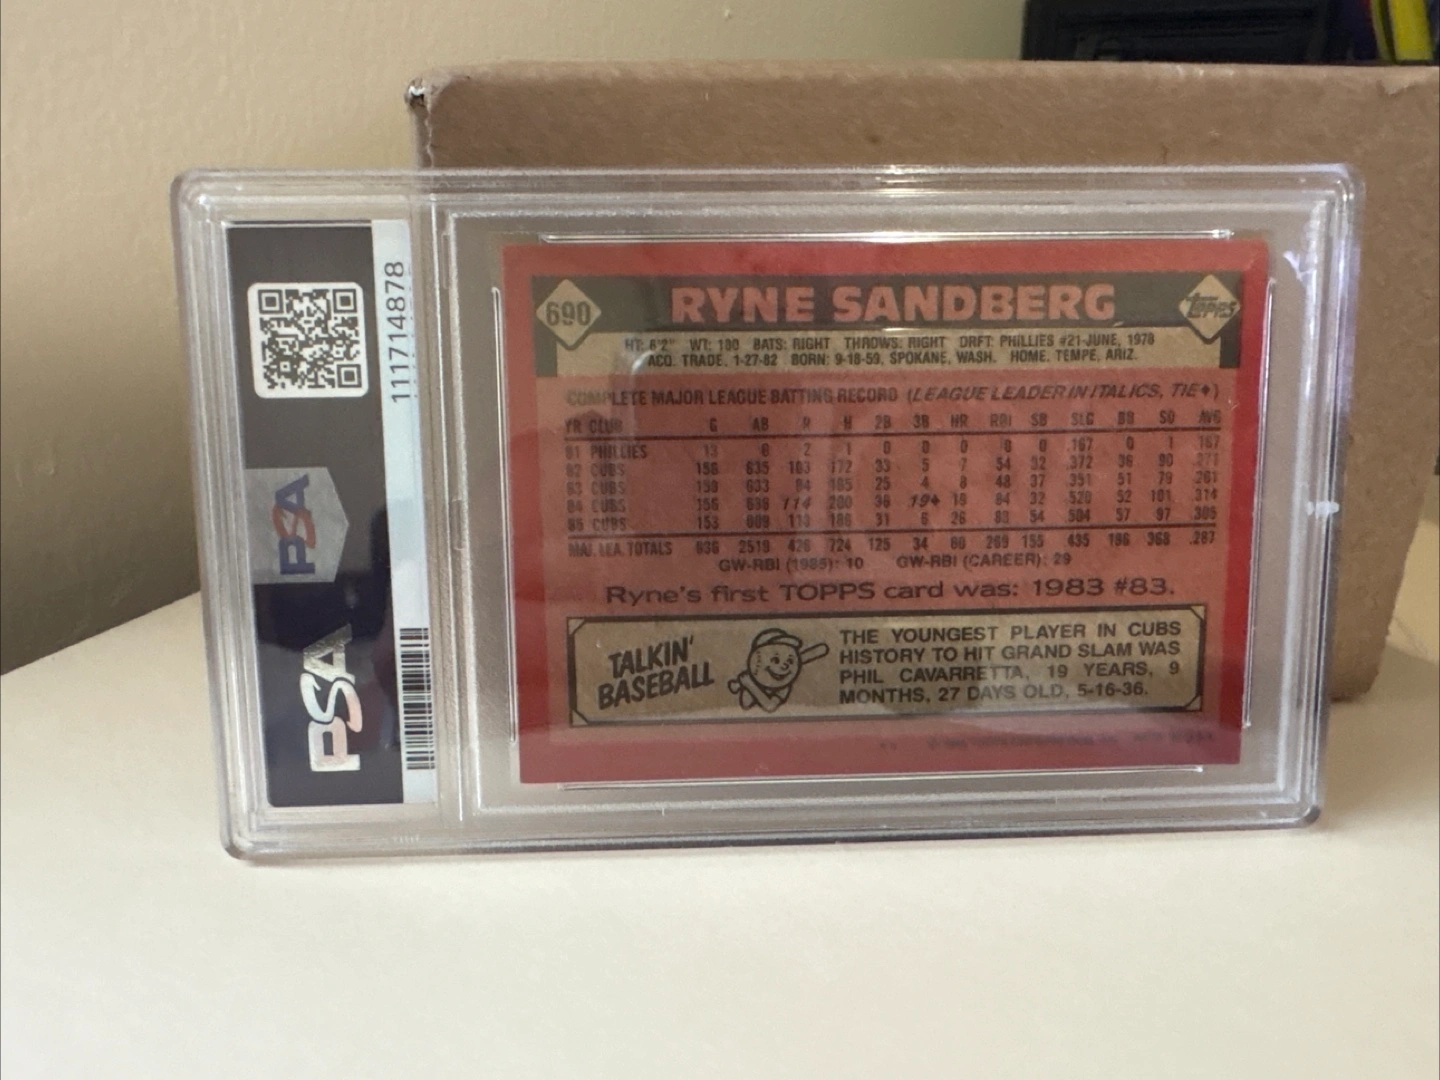 111714878
PSA
PSA
690 RYNE SANDBERG Topps
HT: 6'2" WT: 180 BATS: RIGHT THROWS: RIGHT DRFT: PHILLIES #21-JUNE, 1978
ACQ. TRADE, 1-27-82 BORN: 9-18-59, SPOKANE, WASH. HOME. TEMPE, ARIZ.
COMPLETE MAJOR LEAGUE BATTING RECORD (LEAGUE LEADER IN ITALICS, TIE♦)
YR CLUB G AB R H 2B 3B HR RBI SB SLG BB SO AVG
81 PHILLIES 13 6 2 1 0 0 0 0 0 .167 0 1 .167
82 CUBS 156 635 103 172 33 5 7 54 32 .372 36 90 .271
83 CUBS 158 633 94 165 25 4 8 48 37 .351 51 79 .261
84 CUBS 156 636 114 200 36 19♦ 19 84 32 .520 52 101 .314
85 CUBS 153 609 113 186 31 6 26 83 54 .504 57 97 .305
MAJ. LEA. TOTALS 636 2519 426 724 125 34 60 269 155 .435 196 368 .287
GW-RBI (1985): 10 GW-RBI (CAREER): 29
Ryne's first TOPPS card was: 1983 #83.
TALKIN'
BASEBALL
THE YOUNGEST PLAYER IN CUBS
HISTORY TO HIT GRAND SLAM WAS
PHIL CAVARRETTA, 19 YEARS, 9
MONTHS, 27 DAYS OLD, 5-16-36.